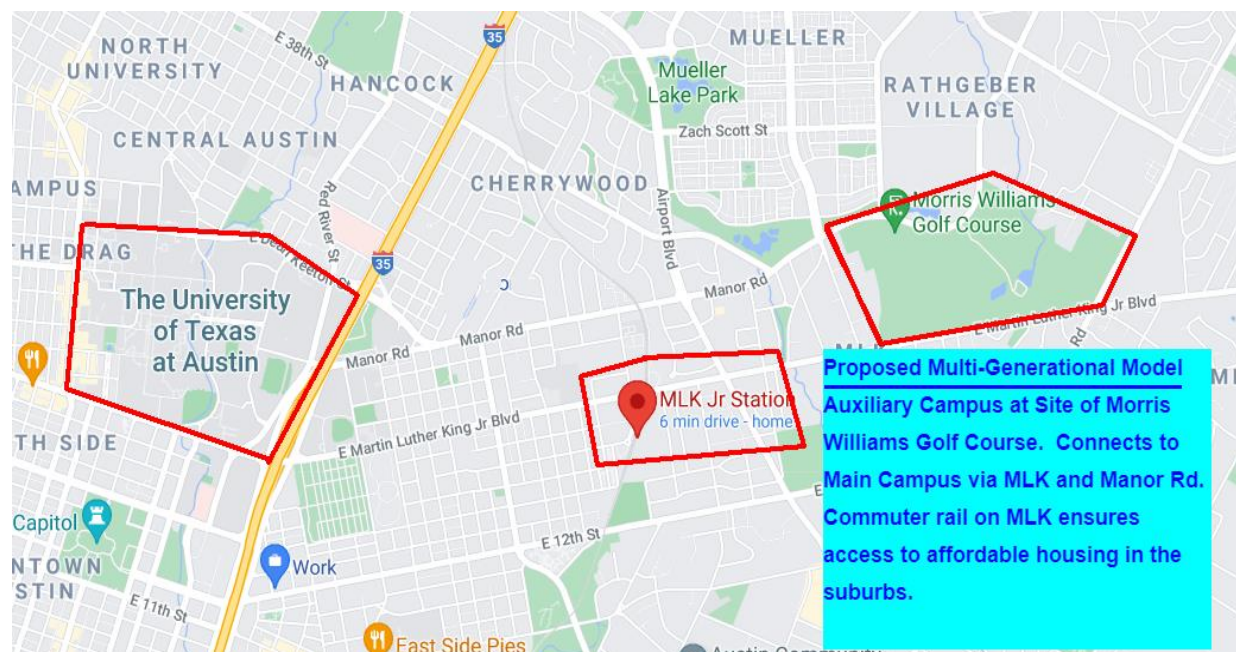 NORTH
UNIVERSITY
E 38th St
35
HANCOCK
MUELLER
Mueller
Lake Park
RATHGEBER
VILLAGE
CENTRAL AUSTIN
Zach Scott St
AMPUS
Red River St
CHERRYWOOD
Airport Blvd
Morris Williams
Golf Course
THE DRAG
E Dean Keeton St
35
The University
of Texas
at Austin
Manor Rd
Manor Rd
Manor Rd
E Martin Luther King Jr Blvd
MLK Jr Station
6 min drive - home
E Martin Luther King Jr Blvd
TH SIDE
Capitol
NTOWN
STIN
E 11th St
Work
E 12th St
East Side Pies
Proposed Multi-Generational Model
Auxiliary Campus at Site of Morris
Williams Golf Course. Connects to
Main Campus via MLK and Manor Rd.
Commuter rail on MLK ensures
access to affordable housing in the
suburbs.